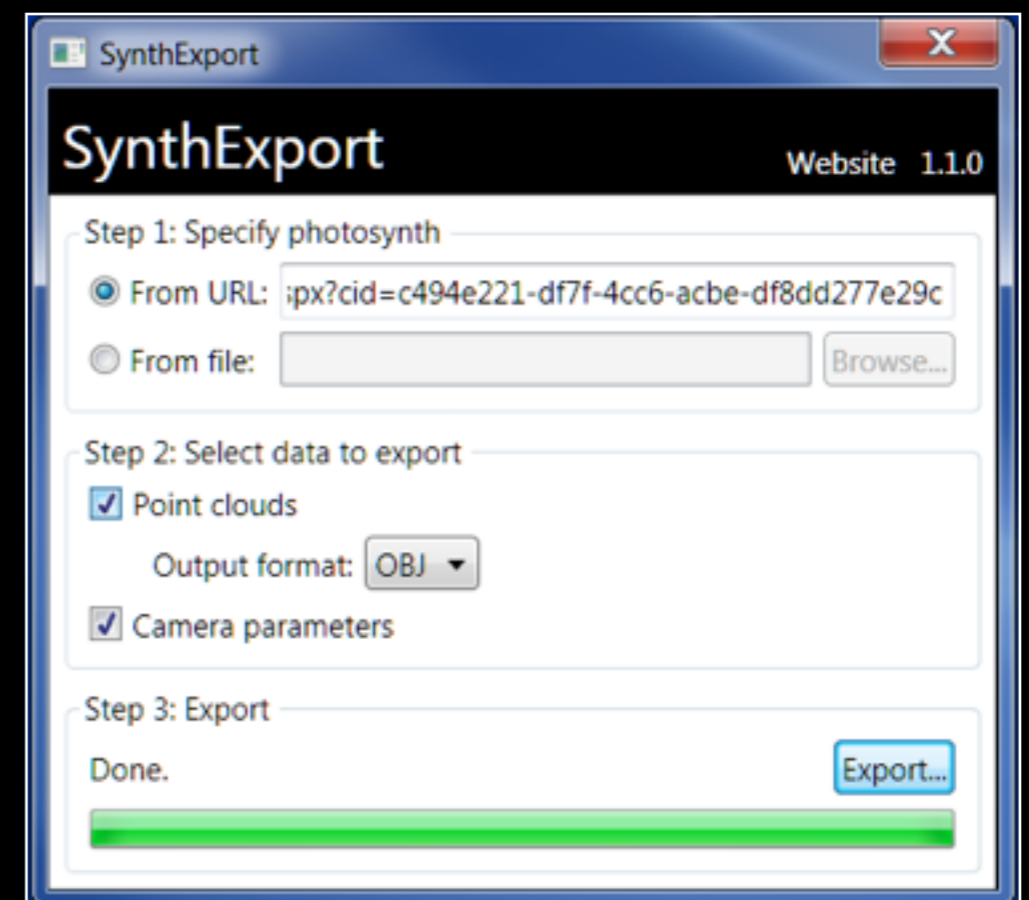 SynthExport
SynthExport
Website 1.1.0
Step 1: Specify photosynth
From URL: spx?cid=c494e221-df7f-4cc6-acbe-df8dd277e29c
From file: Browse...
Step 2: Select data to export
Point clouds
Output format: OBJ
Camera parameters
Step 3: Export
Done. Export...